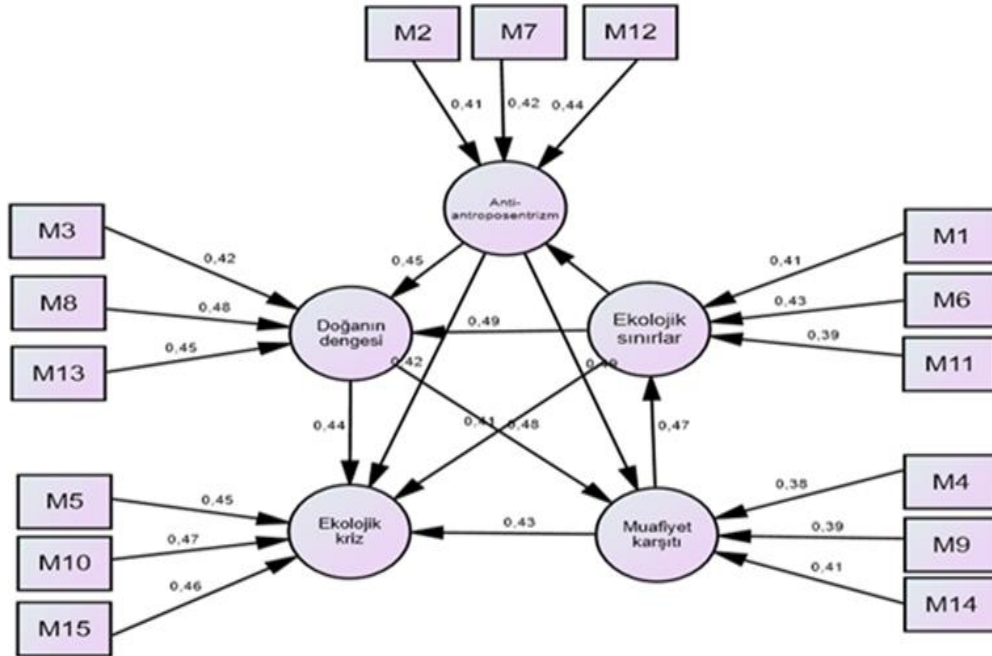 M2
M7
M12
0,41
0,42
0,44
Anti-
antroposentrizm
M3
M8
M13
0,42
0,48
0,45
0,45
M1
M6
M11
0,41
0,43
0,39
Doğanın
dengesi
0,49
Ekolojik
sınırlar
0,42
0,44
0,41
0,48
0,47
M5
M10
M15
0,45
0,47
0,46
Ekolojik
kriz
0,43
Muafiyet
karşıtı
M4
M9
M14
0,38
0,39
0,41